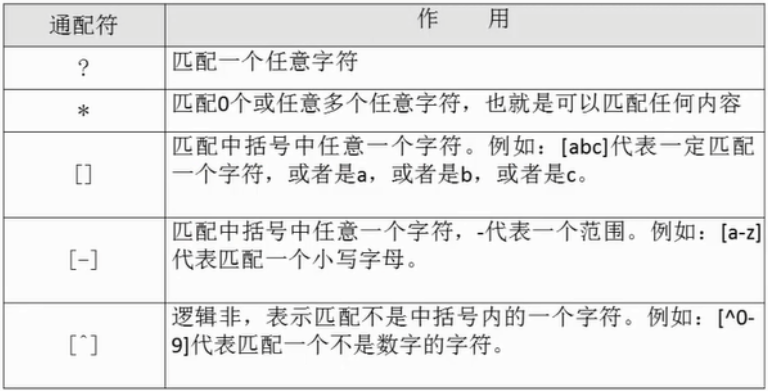 通配符 作 用
? 匹配一个任意字符
* 匹配0个或任意多个任意字符，也就是可以匹配任何内容
[] 匹配中括号中任意一个字符。例如：[abc]代表一定匹配
一个字符，或者是a，或者是b，或者是c。
[-] 匹配中括号中任意一个字符，-代表一个范围。例如：[a-z]
代表匹配一个小写字母。
[^] 逻辑非，表示匹配不是中括号内的一个字符。例如：[^0-
9]代表匹配一个不是数字的字符。